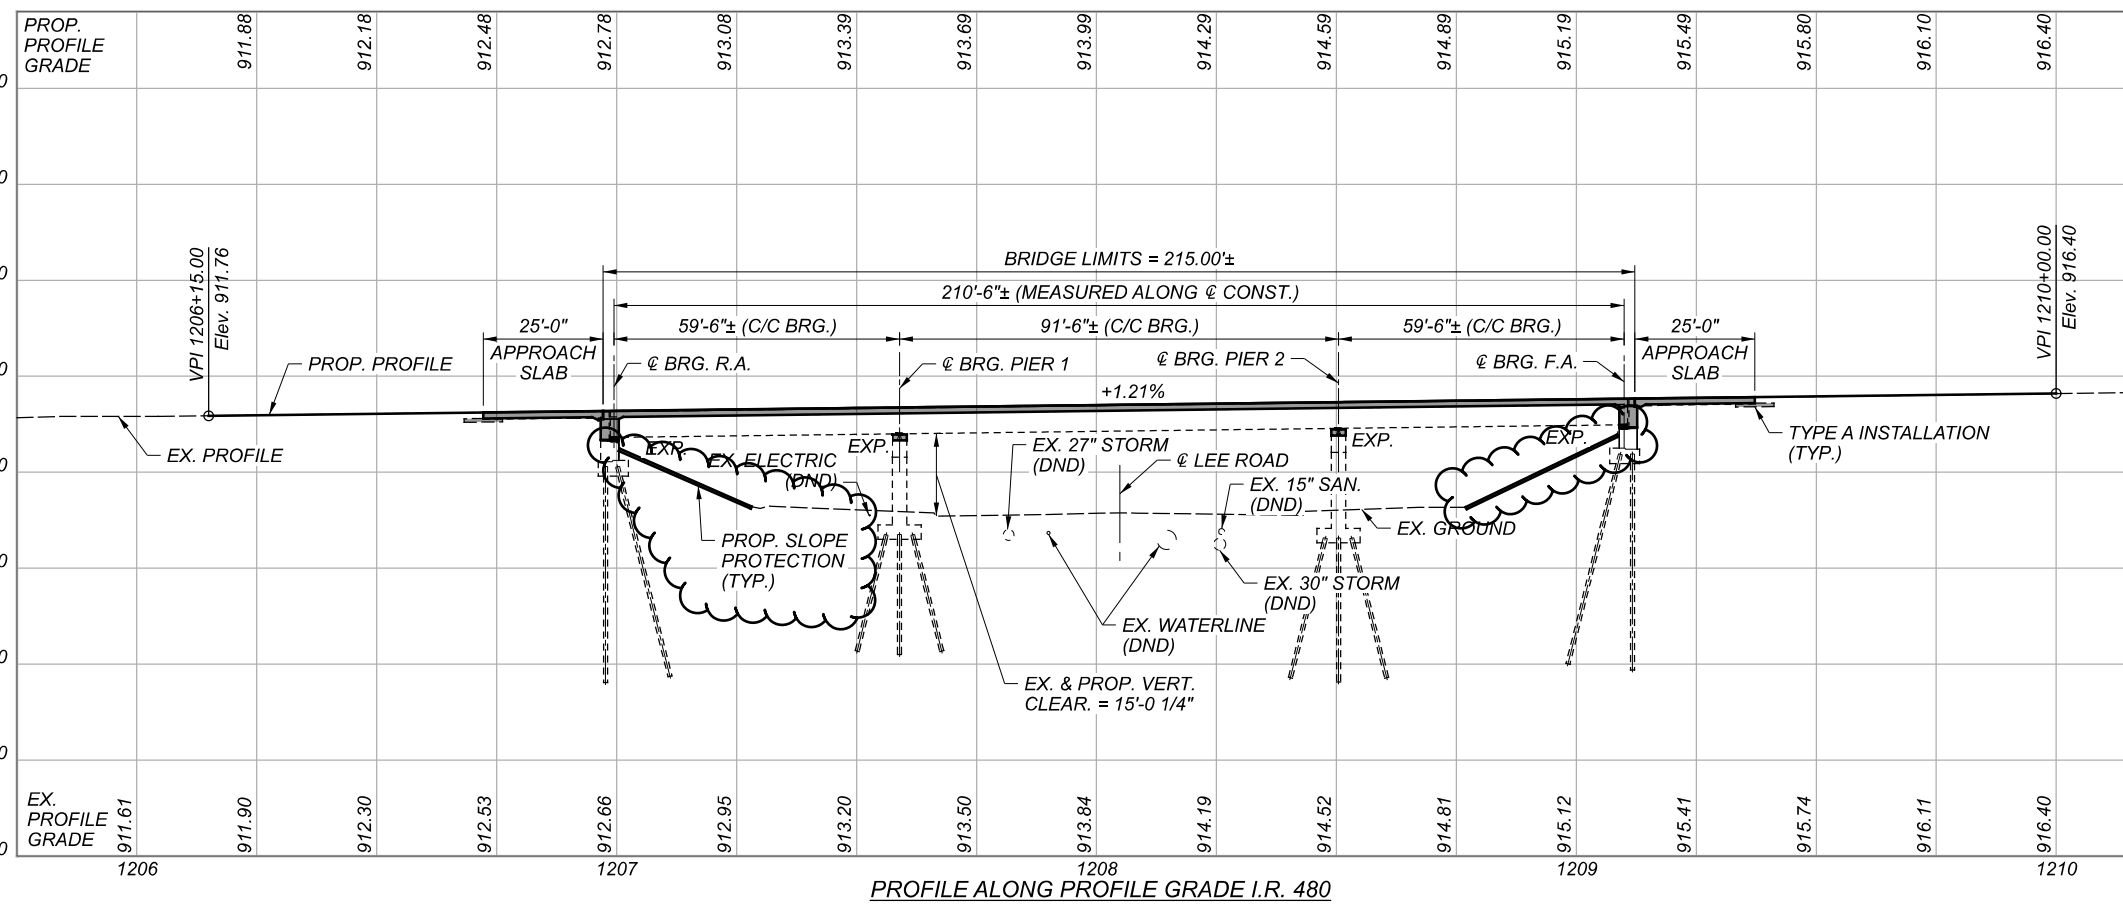 PROP.
PROFILE
GRADE
911.88
912.18
912.48
912.78
913.08
913.39
913.69
913.99
914.29
914.59
914.89
915.19
915.49
915.80
916.10
916.40
0
0
0
0
0
0
0
0
0
VPI 1206+15.00
Elev. 911.76
VPI 1210+00.00
Elev. 916.40
BRIDGE LIMITS = 215.00'±
210'-6"± (MEASURED ALONG ℄ CONST.)
25'-0"
59'-6"± (C/C BRG.)
91'-6"± (C/C BRG.)
59'-6"± (C/C BRG.)
25'-0"
APPROACH
SLAB
APPROACH
SLAB
PROP. PROFILE
℄ BRG. R.A.
℄ BRG. PIER 1
℄ BRG. PIER 2
℄ BRG. F.A.
+1.21%
EX. PROFILE
EXP.
EX. ELECTRIC
(DND)
EXP.
EX. 27" STORM
(DND)
℄ LEE ROAD
EXP.
EXP.
TYPE A INSTALLATION
(TYP.)
EX. 15" SAN.
(DND)
EX. GROUND
PROP. SLOPE
PROTECTION
(TYP.)
EX. 30" STORM
(DND)
EX. WATERLINE
(DND)
EX. & PROP. VERT.
CLEAR. = 15'-0 1/4"
EX.
PROFILE
GRADE
911.61
911.90
912.30
912.53
912.66
912.95
913.20
913.50
913.84
914.19
914.52
914.81
915.12
915.41
915.74
916.11
916.40
1206
1207
1208
1209
1210
PROFILE ALONG PROFILE GRADE I.R. 480